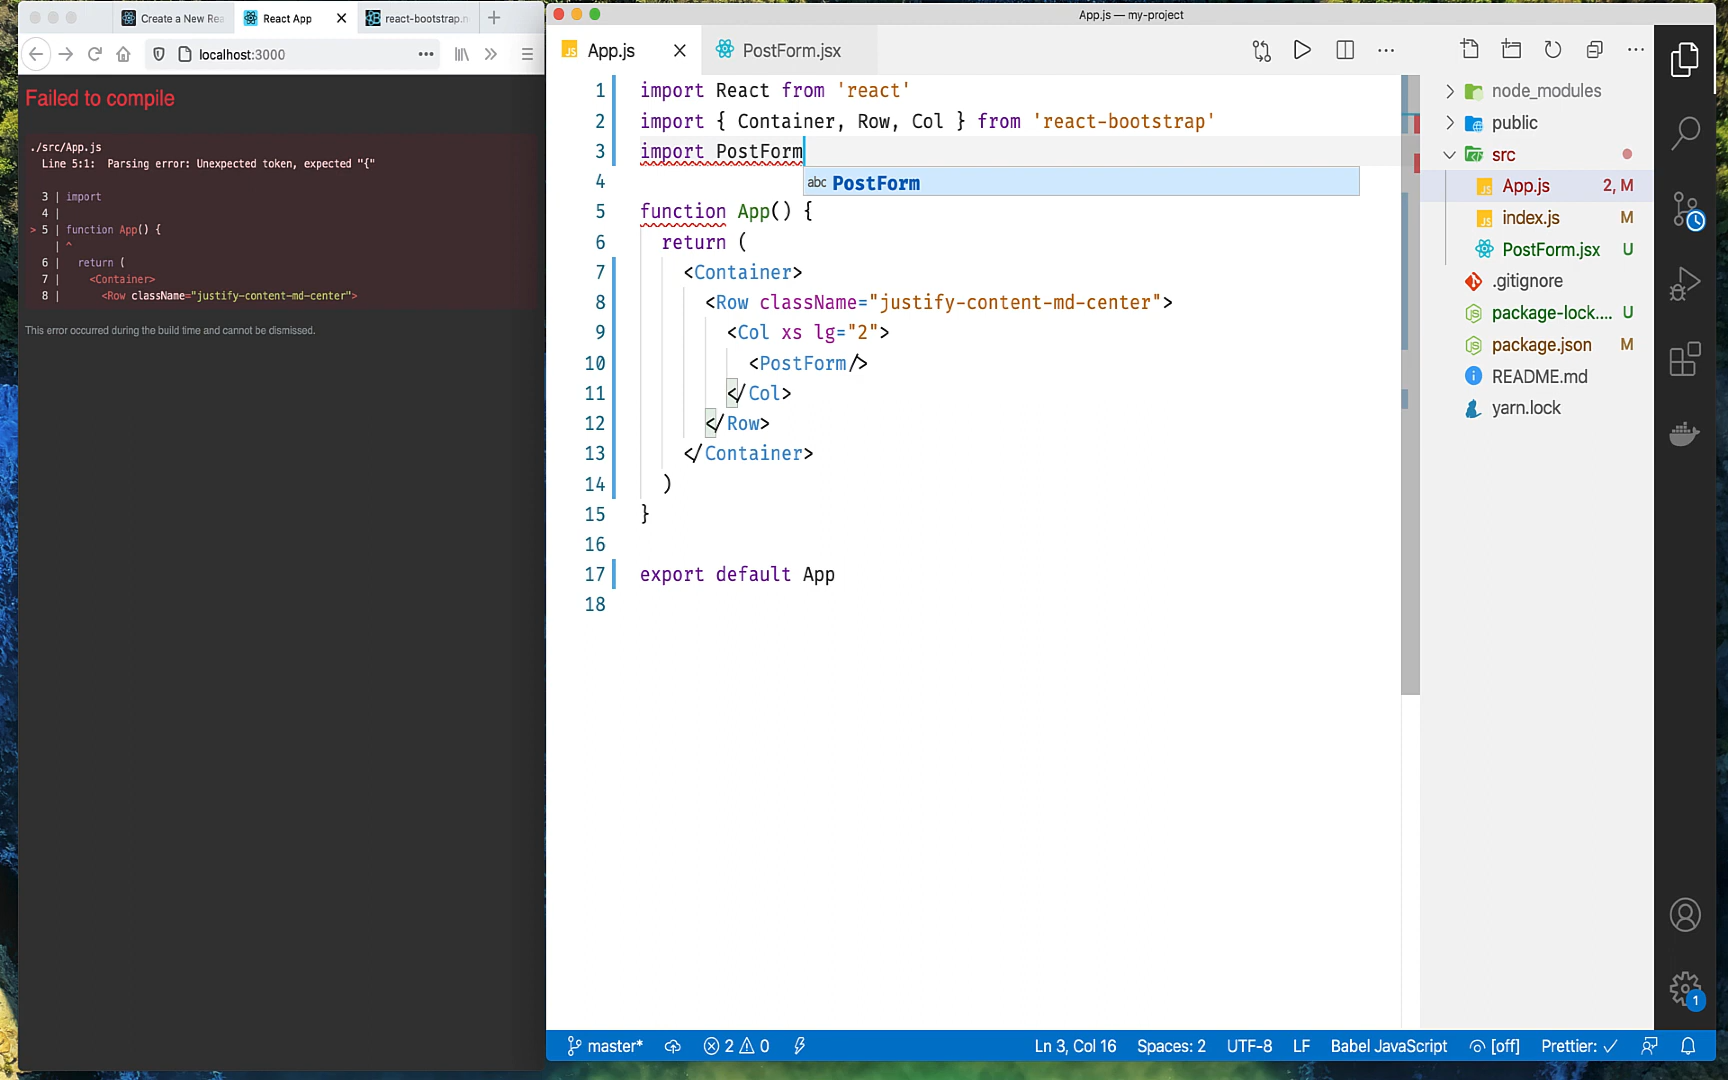 Create a New Rea
React App
react-bootstrap.n
localhost:3000
Failed to compile
./src/App.js
Line 5:1:  Parsing error: Unexpected token, expected "{"
3 | import
4 |
> 5 | function App() {
| ^
6 |   return (
7 |     <Container>
8 |       <Row className="justify-content-md-center">
This error occurred during the build time and cannot be dismissed.
App.js — my-project
App.js
PostForm.jsx
1 import React from 'react'
2 import { Container, Row, Col } from 'react-bootstrap'
3 import PostForm
abc PostForm
4
5 function App() {
6   return (
7     <Container>
8       <Row className="justify-content-md-center">
9         <Col xs lg="2">
10           <PostForm/>
11         </Col>
12       </Row>
13     </Container>
14   )
15 }
16
17 export default App
18
node_modules
public
src
App.js 2, M
index.js M
PostForm.jsx U
.gitignore
package-lock.... U
package.json M
README.md
yarn.lock
1
master* 2 0 Ln 3, Col 16 Spaces: 2 UTF-8 LF Babel JavaScript [off] Prettier: ✓